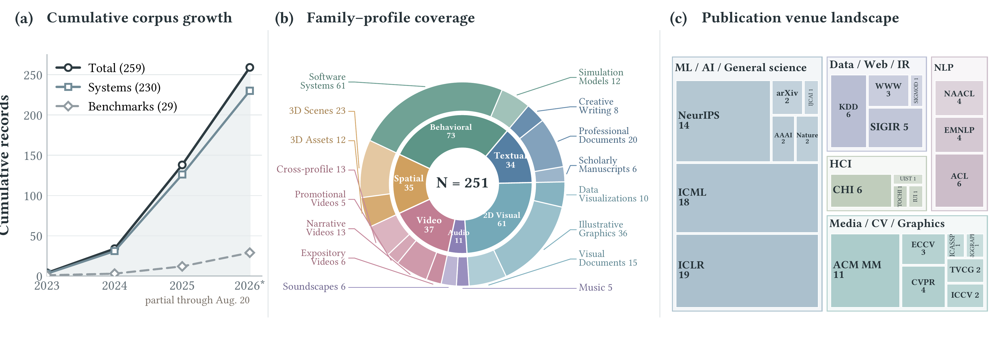 (a) Cumulative corpus growth
Cumulative records
250
200
150
100
50
0
Total (259)
Systems (230)
Benchmarks (29)
2023
2024
2025
2026*
partial through Aug. 20
(b) Family–profile coverage
Software
Systems 61
3D Scenes 23
3D Assets 12
Cross-profile 13
Promotional
Videos 5
Narrative
Videos 13
Expository
Videos 6
Soundscapes 6
Behavioral
73
Textual
34
Spatial
35
N = 251
Video
37
Audio
11
2D Visual
61
Simulation
Models 12
Creative
Writing 8
Professional
Documents 20
Scholarly
Manuscripts 6
Data
Visualizations 10
Illustrative
Graphics 36
Visual
Documents 15
Music 5
(c) Publication venue landscape
ML / AI / General science
NeurIPS
14
arXiv
2
IJCAI 1
AAAI
2
Nature
2
ICML
18
ICLR
19
Data / Web / IR
KDD
6
WWW
3
SIGMOD 1
SIGIR 5
NLP
NAACL
4
EMNLP
4
ACL
6
HCI
CHI 6
UIST 1
TOCHI 1
IUI 1
Media / CV / Graphics
ACM MM
11
ECCV
3
CVPR
4
ICASSP
1
IGGRAPH
1
TVCG 2
ICCV 2